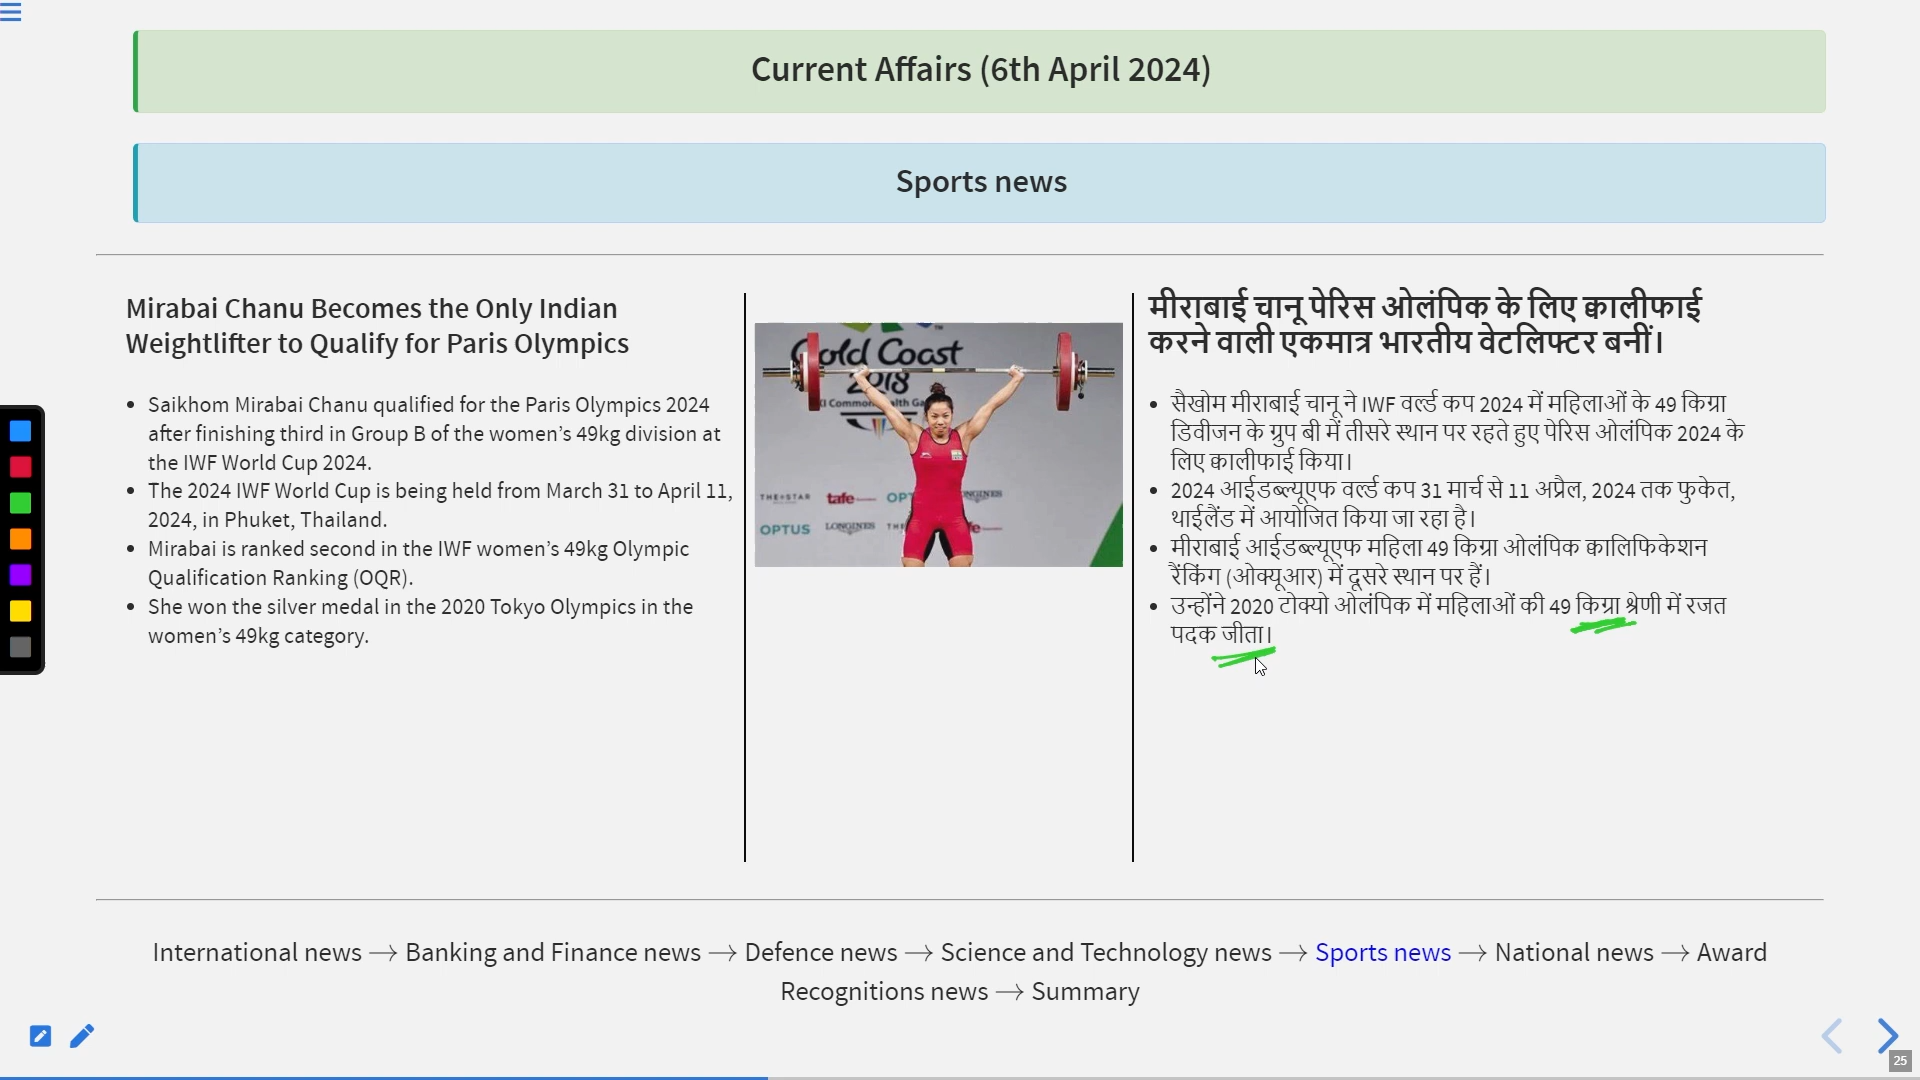 Current Affairs (6th April 2024)
Sports news
Mirabai Chanu Becomes the Only Indian
Weightlifter to Qualify for Paris Olympics
• Saikhom Mirabai Chanu qualified for the Paris Olympics 2024
after finishing third in Group B of the women’s 49kg division at
the IWF World Cup 2024.
• The 2024 IWF World Cup is being held from March 31 to April 11,
2024, in Phuket, Thailand.
• Mirabai is ranked second in the IWF women’s 49kg Olympic
Qualification Ranking (OQR).
• She won the silver medal in the 2020 Tokyo Olympics in the
women’s 49kg category.
Gold Coast
2018
THE STAR tafe OPT LONGINES
OPTUS LONGINES THE
मीराबाई चानू पेरिस ओलंपिक के लिए क्वालीफाई
करने वाली एकमात्र भारतीय वेटलिफ्टर बनीं।
• सैखोम मीराबाई चानू ने IWF वर्ल्ड कप 2024 में महिलाओं के 49 किग्रा
डिवीजन के ग्रुप बी में तीसरे स्थान पर रहते हुए पेरिस ओलंपिक 2024 के
लिए क्वालीफाई किया।
• 2024 आईडब्ल्यूएफ वर्ल्ड कप 31 मार्च से 11 अप्रैल, 2024 तक फुकेत,
थाईलैंड में आयोजित किया जा रहा है।
• मीराबाई आईडब्ल्यूएफ महिला 49 किग्रा ओलंपिक क्वालिफिकेशन
रैंकिंग (ओक्यूआर) में दूसरे स्थान पर हैं।
• उन्होंने 2020 टोक्यो ओलंपिक में महिलाओं की 49 किग्रा श्रेणी में रजत
पदक जीता।
International news → Banking and Finance news → Defence news → Science and Technology news → Sports news → National news → Award
Recognitions news → Summary
25